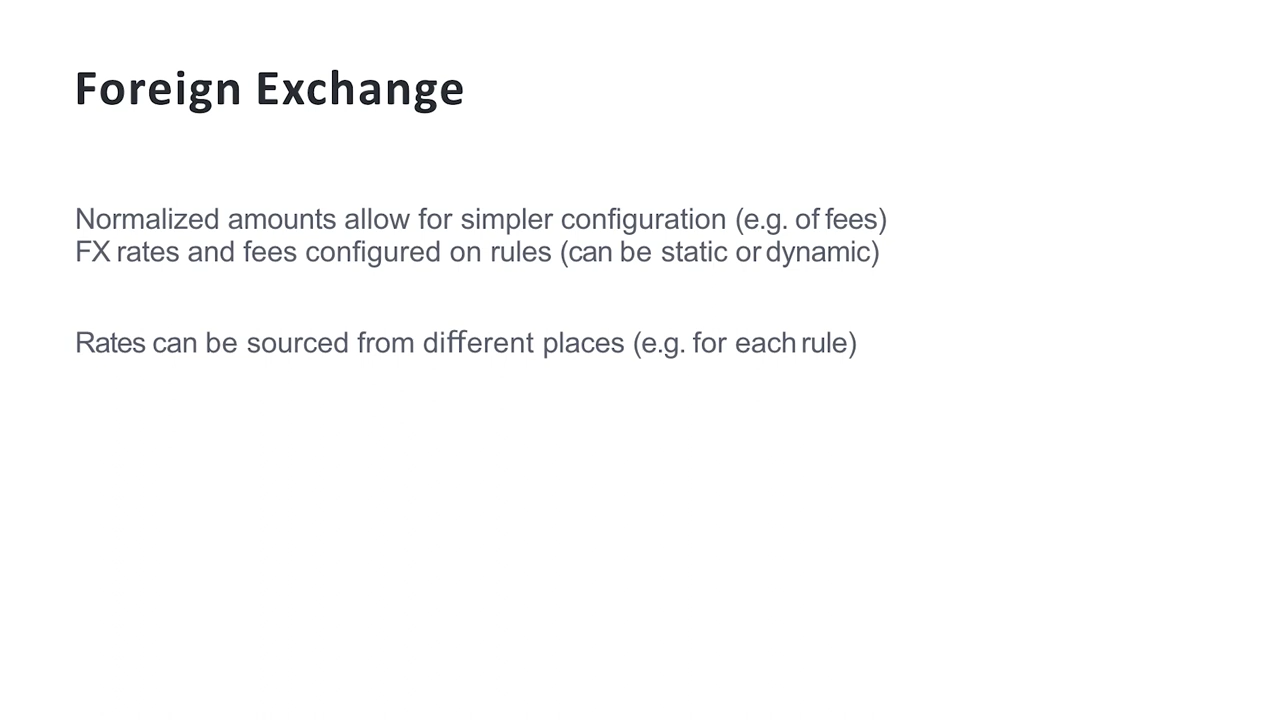 Foreign Exchange
Normalized amounts allow for simpler configuration (e.g. of fees)
FX rates and fees configured on rules (can be static or dynamic)
Rates can be sourced from different places (e.g. for each rule)